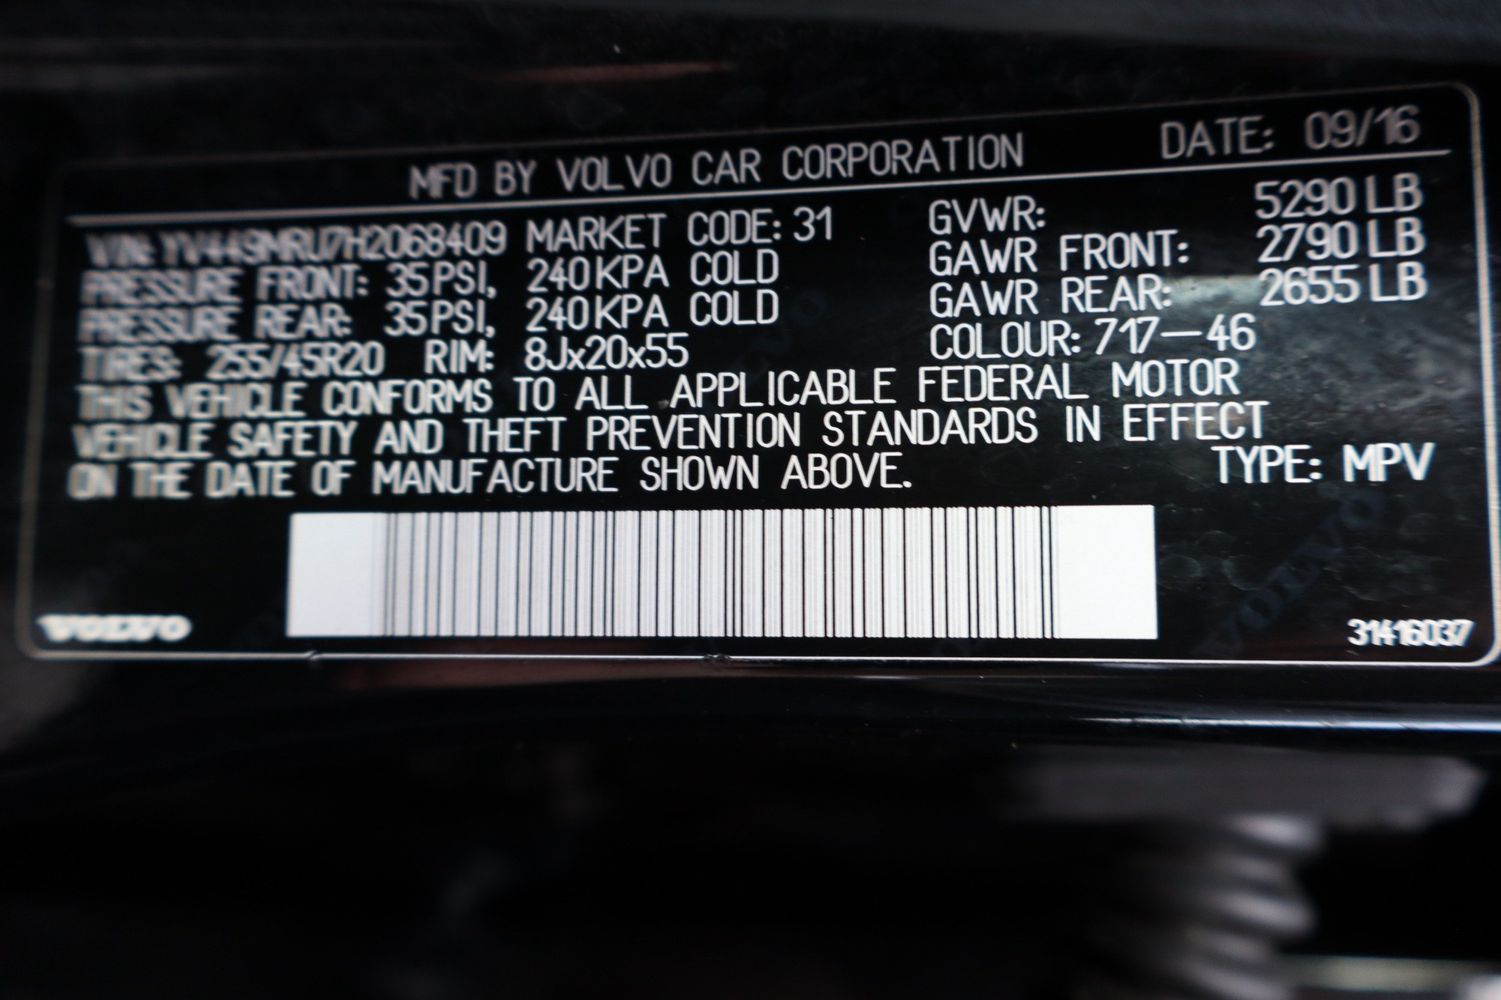 MFD BY VOLVO CAR CORPORATION DATE: 09/16
VIN: YV449MRU7H2068409 MARKET CODE: 31 GVWR: 5290 LB
PRESSURE FRONT: 35 PSI, 240 KPA COLD GAWR FRONT: 2790 LB
PRESSURE REAR: 35 PSI, 240 KPA COLD GAWR REAR: 2655 LB
TIRES: 255/45R20 RIM: 8Jx20x55 COLOUR: 717-46
THIS VEHICLE CONFORMS TO ALL APPLICABLE FEDERAL MOTOR
VEHICLE SAFETY AND THEFT PREVENTION STANDARDS IN EFFECT
ON THE DATE OF MANUFACTURE SHOWN ABOVE. TYPE: MPV
VOLVO 31416037